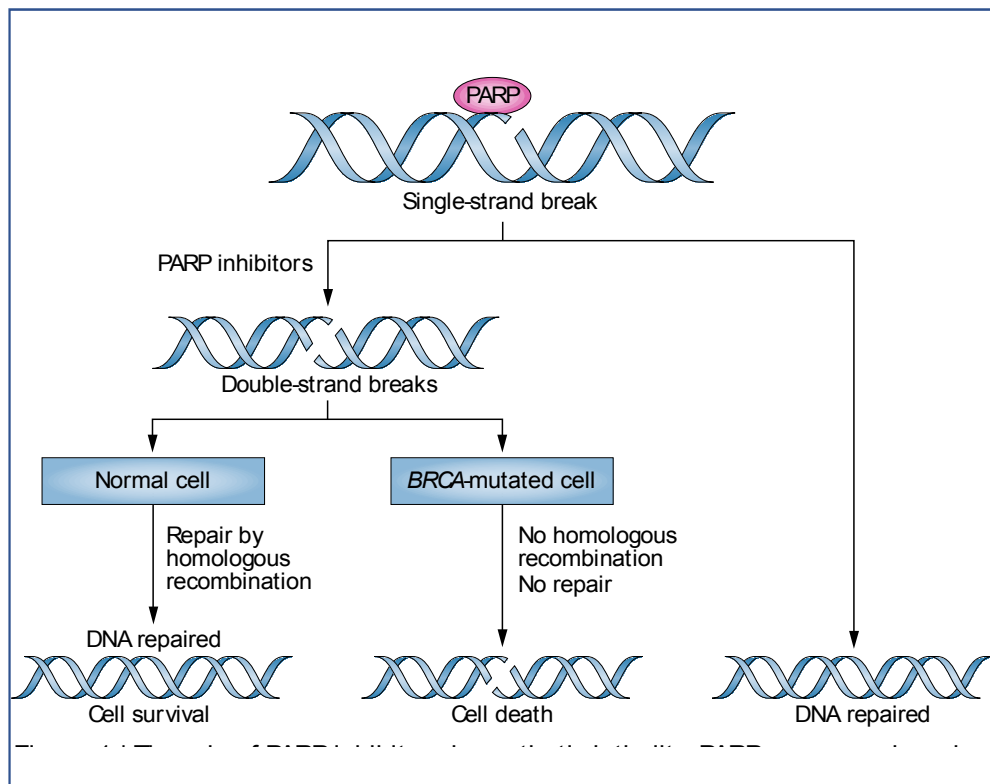 PARP
Single-strand break
PARP inhibitors
Double-strand breaks
Normal cell
BRCA-mutated cell
Repair by
homologous
recombination
No homologous
recombination
No repair
DNA repaired
Cell survival
Cell death
DNA repaired